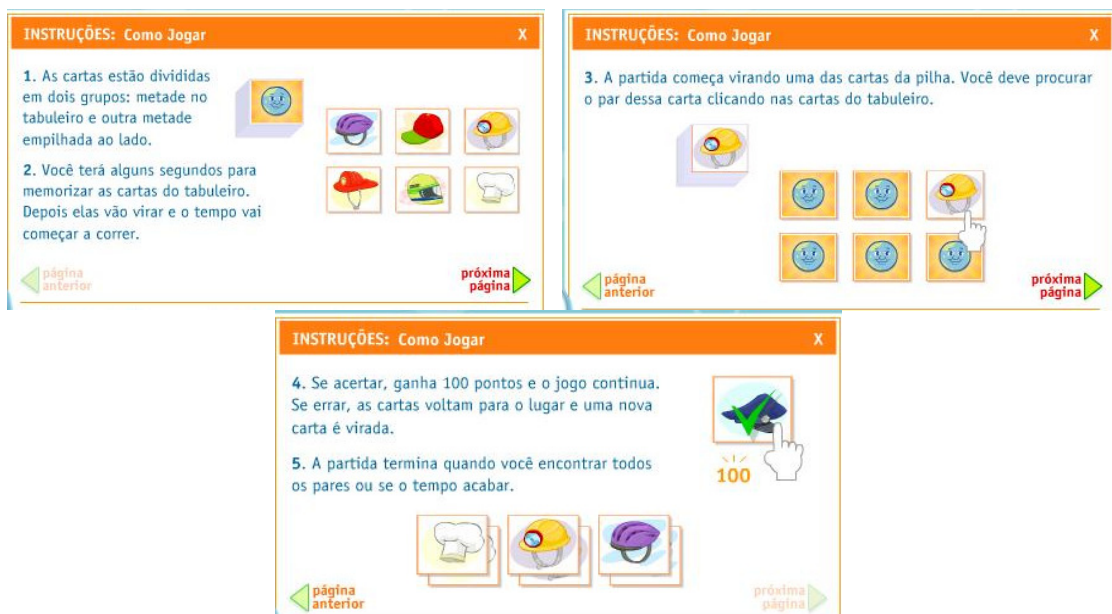 INSTRUÇÕES: Como Jogar X
1. As cartas estão divididas
em dois grupos: metade no
tabuleiro e outra metade
empilhada ao lado.
2. Você terá alguns segundos para
memorizar as cartas do tabuleiro.
Depois elas vão virar e o tempo vai
começar a correr.
página
anterior
próxima
página
INSTRUÇÕES: Como Jogar X
3. A partida começa virando uma das cartas da pilha. Você deve procurar
o par dessa carta clicando nas cartas do tabuleiro.
página
anterior
próxima
página
INSTRUÇÕES: Como Jogar X
4. Se acertar, ganha 100 pontos e o jogo continua.
Se errar, as cartas voltam para o lugar e uma nova
carta é virada.
100
5. A partida termina quando você encontrar todos
os pares ou se o tempo acabar.
página
anterior
próxima
página